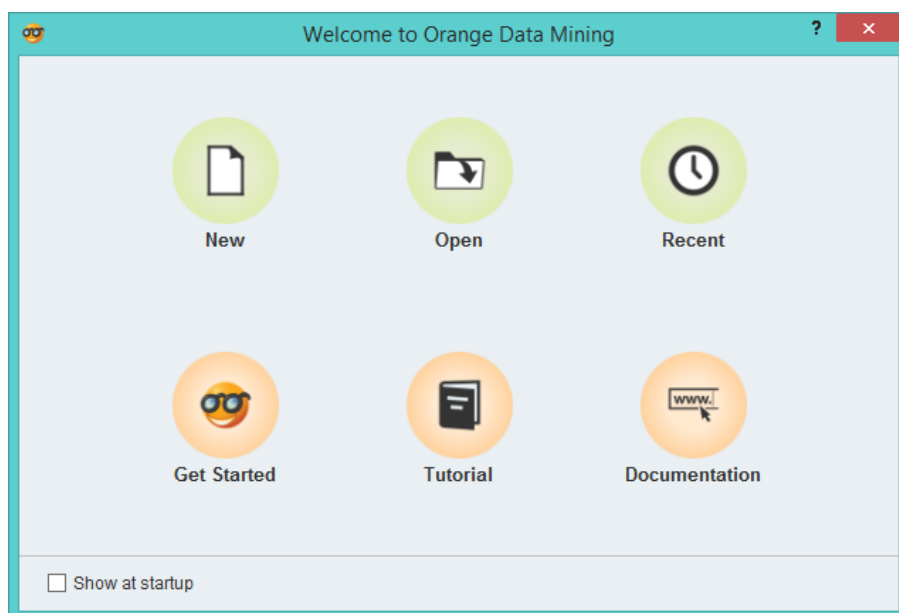 Welcome to Orange Data Mining
?
New
Open
Recent
www.
Get Started
Tutorial
Documentation
Show at startup